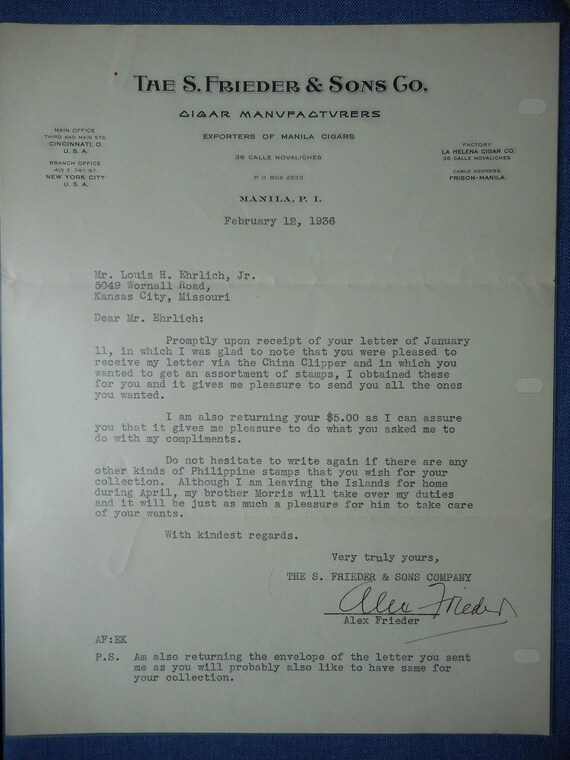 THE S. FRIEDER & SONS CO.
CIGAR MANUFACTURERS
EXPORTERS OF MANILA CIGARS
36 CALLE NOVALICHES
P. O. BOX 2233
MANILA, P. I.
MAIN OFFICE
THIRD AND MAIN STS.
CINCINNATI, O.
U. S. A.
BRANCH OFFICE
NEW YORK CITY
U. S. A.
FACTORY
LA HELENA CIGAR CO.
36 CALLE NOVALICHES
CABLE ADDRESS
FRISON-MANILA
February 12, 1936
Mr. Louis H. Ehrlich, Jr.
5049 Wornall Road,
Kansas City, Missouri
Dear Mr. Ehrlich:
Promptly upon receipt of your letter of January
11, in which I was glad to note that you were pleased to
receive my letter via the China Clipper and in which you
wanted to get an assortment of stamps, I obtained these
for you and it gives me pleasure to send you all the ones
you wanted.
I am also returning your $5.00 as I can assure
you that it gives me pleasure to do what you asked me to
do with my compliments.
Do not hesitate to write again if there are any
other kinds of Philippine stamps that you wish for your
collection. Although I am leaving the Islands for home
during April, my brother Morris will take over my duties
and it will be just as much a pleasure for him to take care
of your wants.
With kindest regards.
Very truly yours,
THE S. FRIEDER & SONS COMPANY
Alex Frieder
Alex Frieder
AF:EK
P.S. Am also returning the envelope of the letter you sent
me as you will probably also like to have same for
your collection.